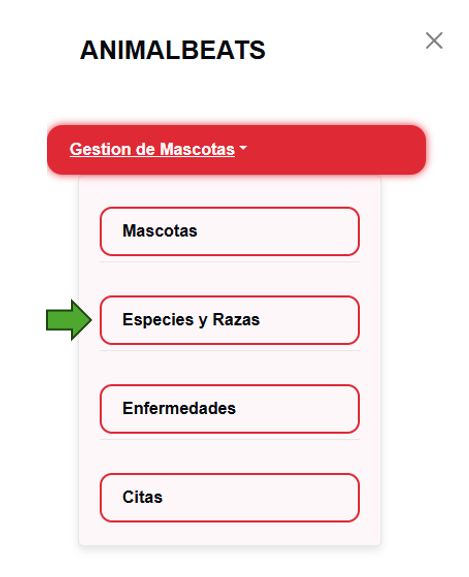 ANIMALBEATS
Gestion de Mascotas
Mascotas
Especies y Razas
Enfermedades
Citas